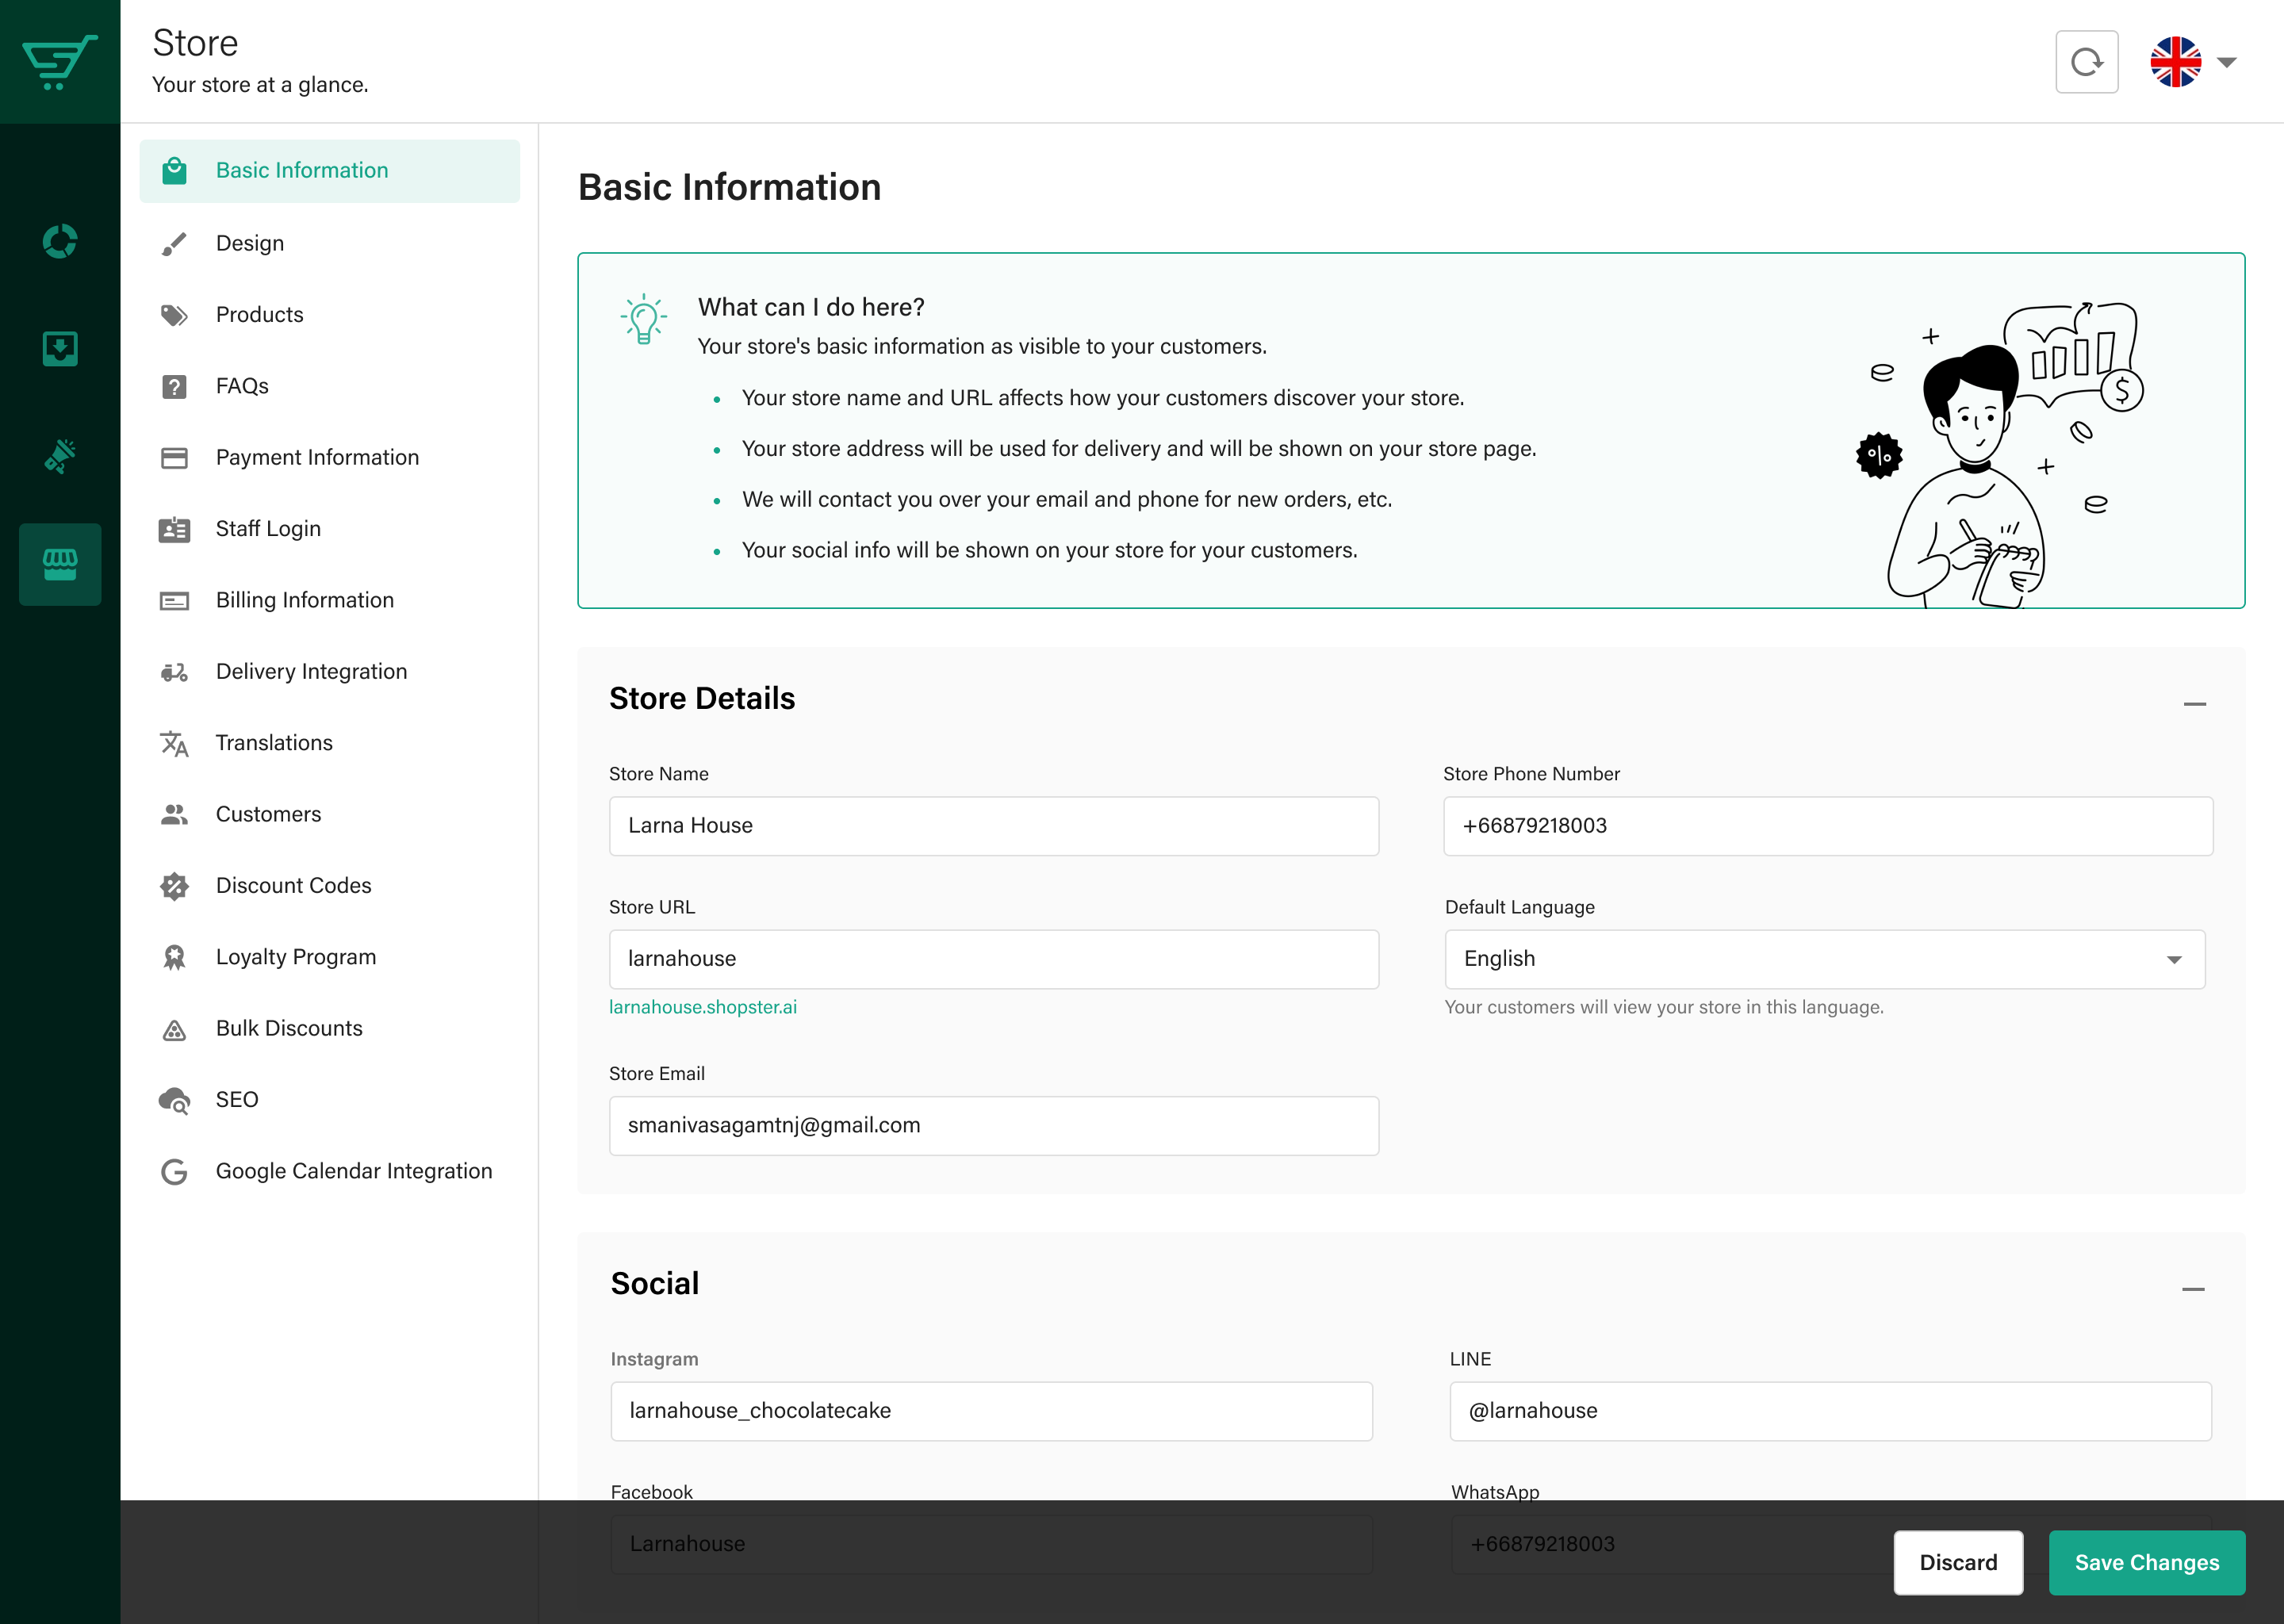 Store
Your store at a glance.
Basic Information
Design
Products
FAQs
Payment Information
Staff Login
Billing Information
Delivery Integration
Translations
Customers
Discount Codes
Loyalty Program
Bulk Discounts
SEO
Google Calendar Integration
Basic Information
What can I do here?
Your store's basic information as visible to your customers.
• Your store name and URL affects how your customers discover your store.
• Your store address will be used for delivery and will be shown on your store page.
• We will contact you over your email and phone for new orders, etc.
• Your social info will be shown on your store for your customers.
$
%
Store Details
Store Name
Larna House
Store Phone Number
+66879218003
Store URL
larnahouse
larnahouse.shopster.ai
Default Language
English
Your customers will view your store in this language.
Store Email
smanivasagamtnj@gmail.com
Social
Instagram
larnahouse_chocolatecake
LINE
@larnahouse
Facebook
Larnahouse
WhatsApp
+66879218003
Discard
Save Changes